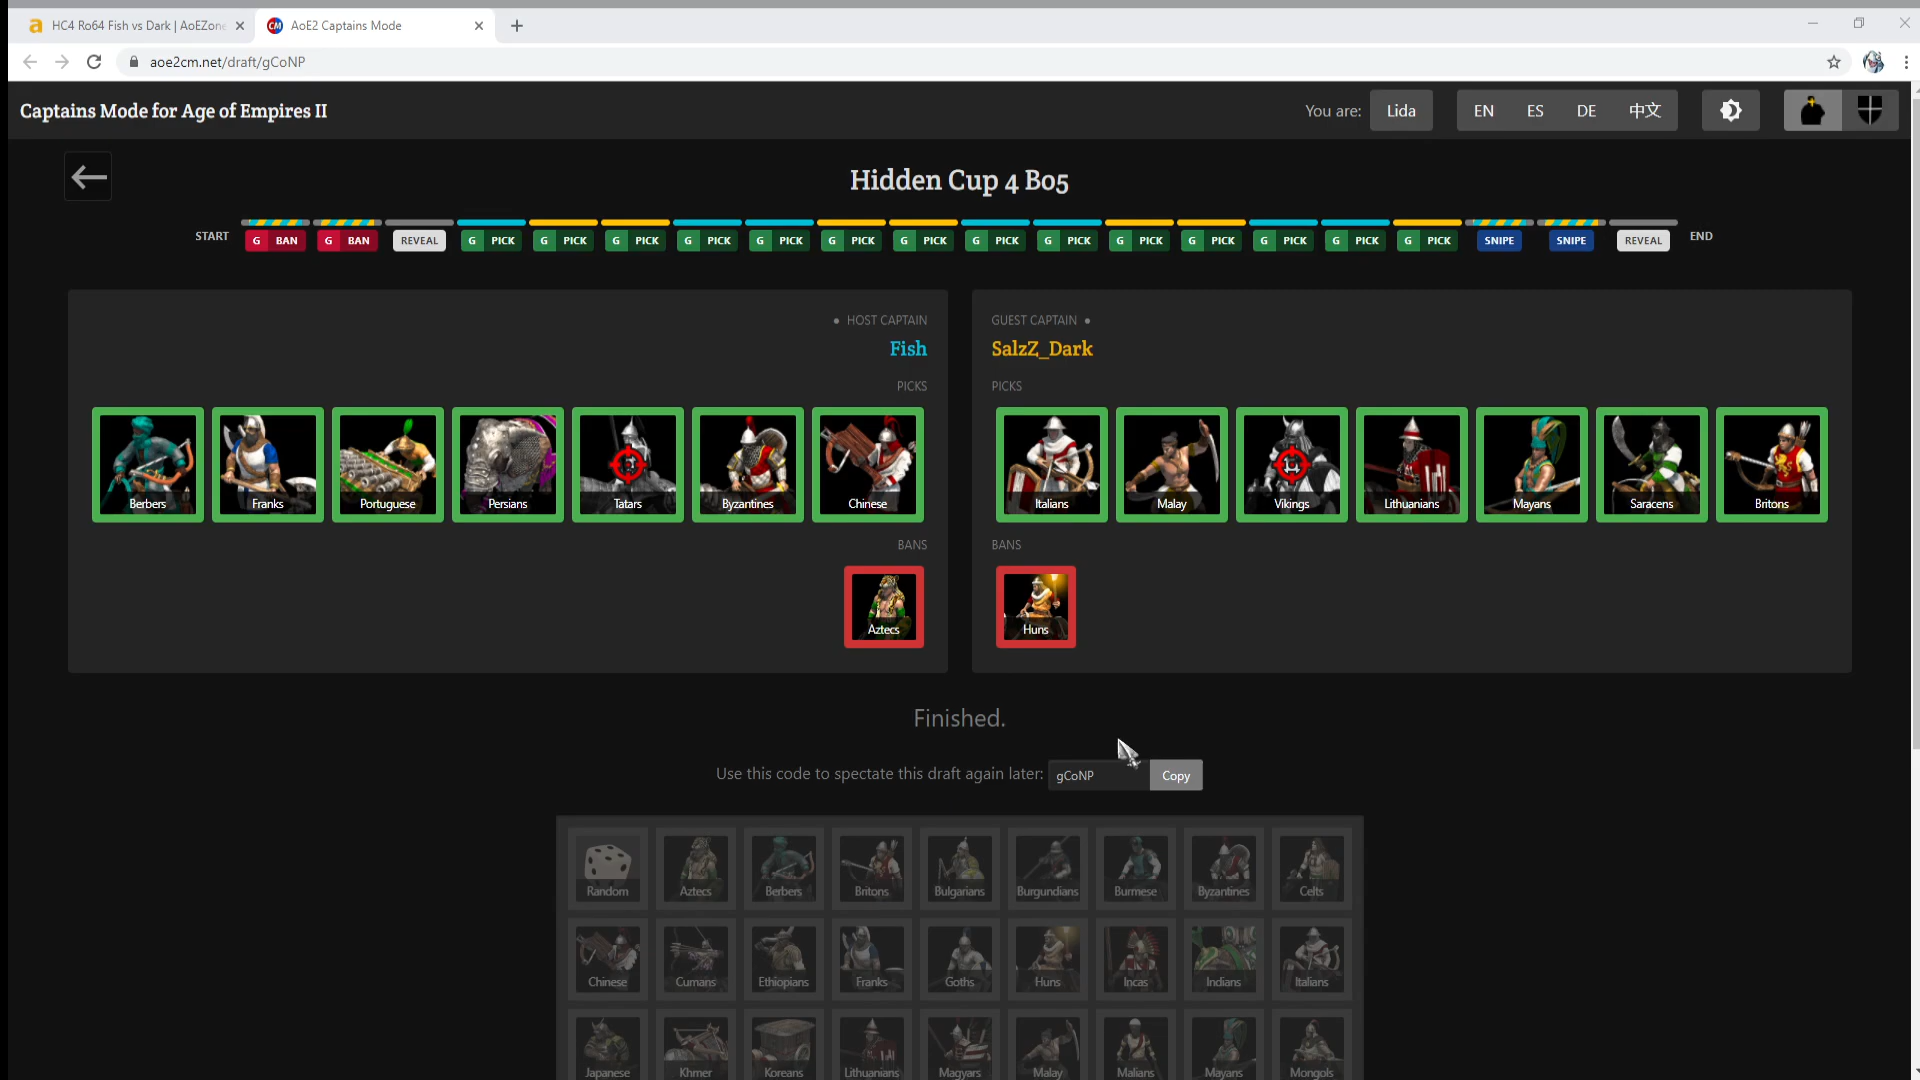 HC4 Ro64 Fish vs Dark | AoEZone
AoE2 Captains Mode
aoe2cm.net/draft/gCoNP
Captains Mode for Age of Empires II
You are: Lida EN ES DE 中文
Hidden Cup 4 Bo5
START G BAN G BAN REVEAL G PICK G PICK G PICK G PICK G PICK G PICK G PICK G PICK G PICK G PICK G PICK G PICK G PICK G PICK SNIPE SNIPE REVEAL END
HOST CAPTAIN
Fish
PICKS
Berbers Franks Portuguese Persians Tatars Byzantines Chinese
BANS
Aztecs
GUEST CAPTAIN
SalzZ_Dark
PICKS
Italians Malay Vikings Lithuanians Mayans Saracens Britons
BANS
Huns
Finished.
Use this code to spectate this draft again later: gCoNP Copy
Random Aztecs Berbers Britons Bulgarians Burgundians Burmese Byzantines Celts
Chinese Cumans Ethiopians Franks Goths Huns Incas Indians Italians
Japanese Khmer Koreans Lithuanians Magyars Malay Malians Mayans Mongols